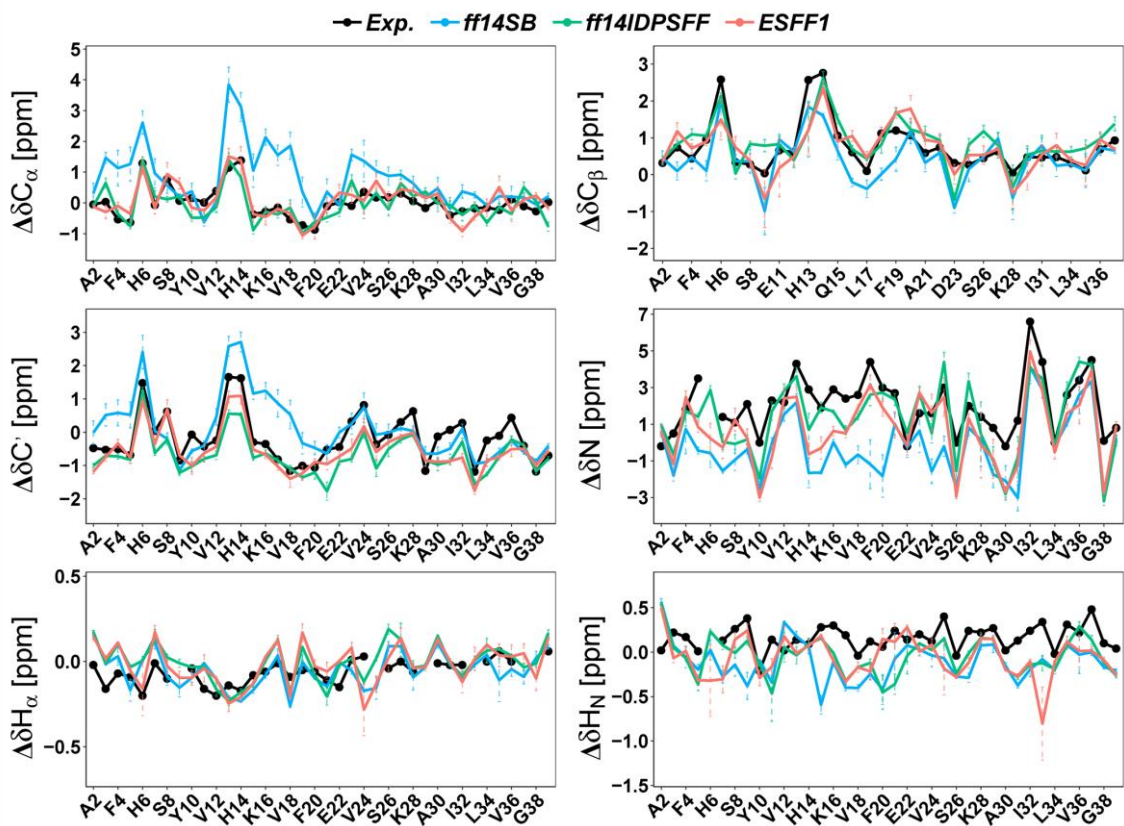 Exp. ff14SB ff14IDPSFF ESFF1
ΔδCα [ppm]
5
4
3
2
1
0
−1
A2 F4 H6 S8 Y10 V12 H14 K16 V18 F20 E22 V24 S26 K28 A30 I32 L34 V36 G38
ΔδCβ [ppm]
3
2
1
0
−1
−2
A2 F4 H6 S8 E11 H13 Q15 L17 F19 A21 D23 S26 K28 I31 L34 V36
ΔδC' [ppm]
3
2
1
0
−1
−2
A2 F4 H6 S8 Y10 V12 H14 K16 V18 F20 E22 V24 S26 K28 A30 I32 L34 V36 G38
ΔδN [ppm]
7
5
3
1
−1
−3
A2 F4 H6 S8 Y10 V12 H14 K16 V18 F20 E22 V24 S26 K28 A30 I32 L34 V36 G38
ΔδHα [ppm]
0.5
0.0
−0.5
A2 F4 H6 S8 Y10 V12 H14 K16 V18 F20 E22 V24 S26 K28 A30 I32 L34 V36 G38
ΔδHN [ppm]
0.5
0.0
−0.5
−1.0
−1.5
A2 F4 H6 S8 Y10 V12 H14 K16 V18 F20 E22 V24 S26 K28 A30 I32 L34 V36 G38